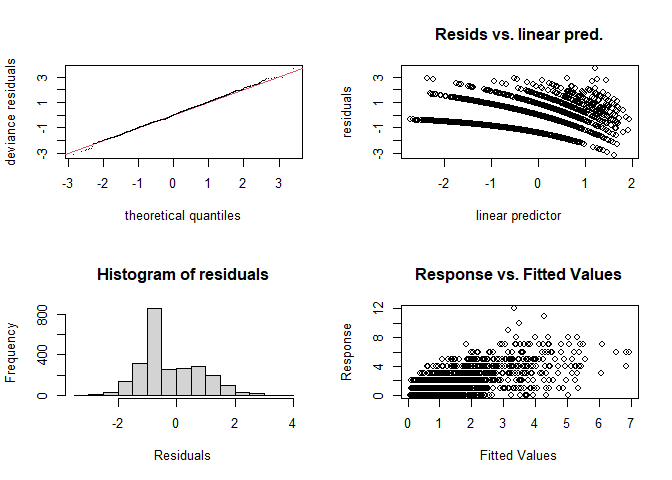 deviance residuals
-3 -1 1 3
-3 -2 -1 0 1 2 3
theoretical quantiles
Resids vs. linear pred.
residuals
-3 -1 1 3
-2 -1 0 1 2
linear predictor
Histogram of residuals
Frequency
0 400 800
-2 0 2 4
Residuals
Response vs. Fitted Values
Response
0 4 8 12
0 1 2 3 4 5 6 7
Fitted Values